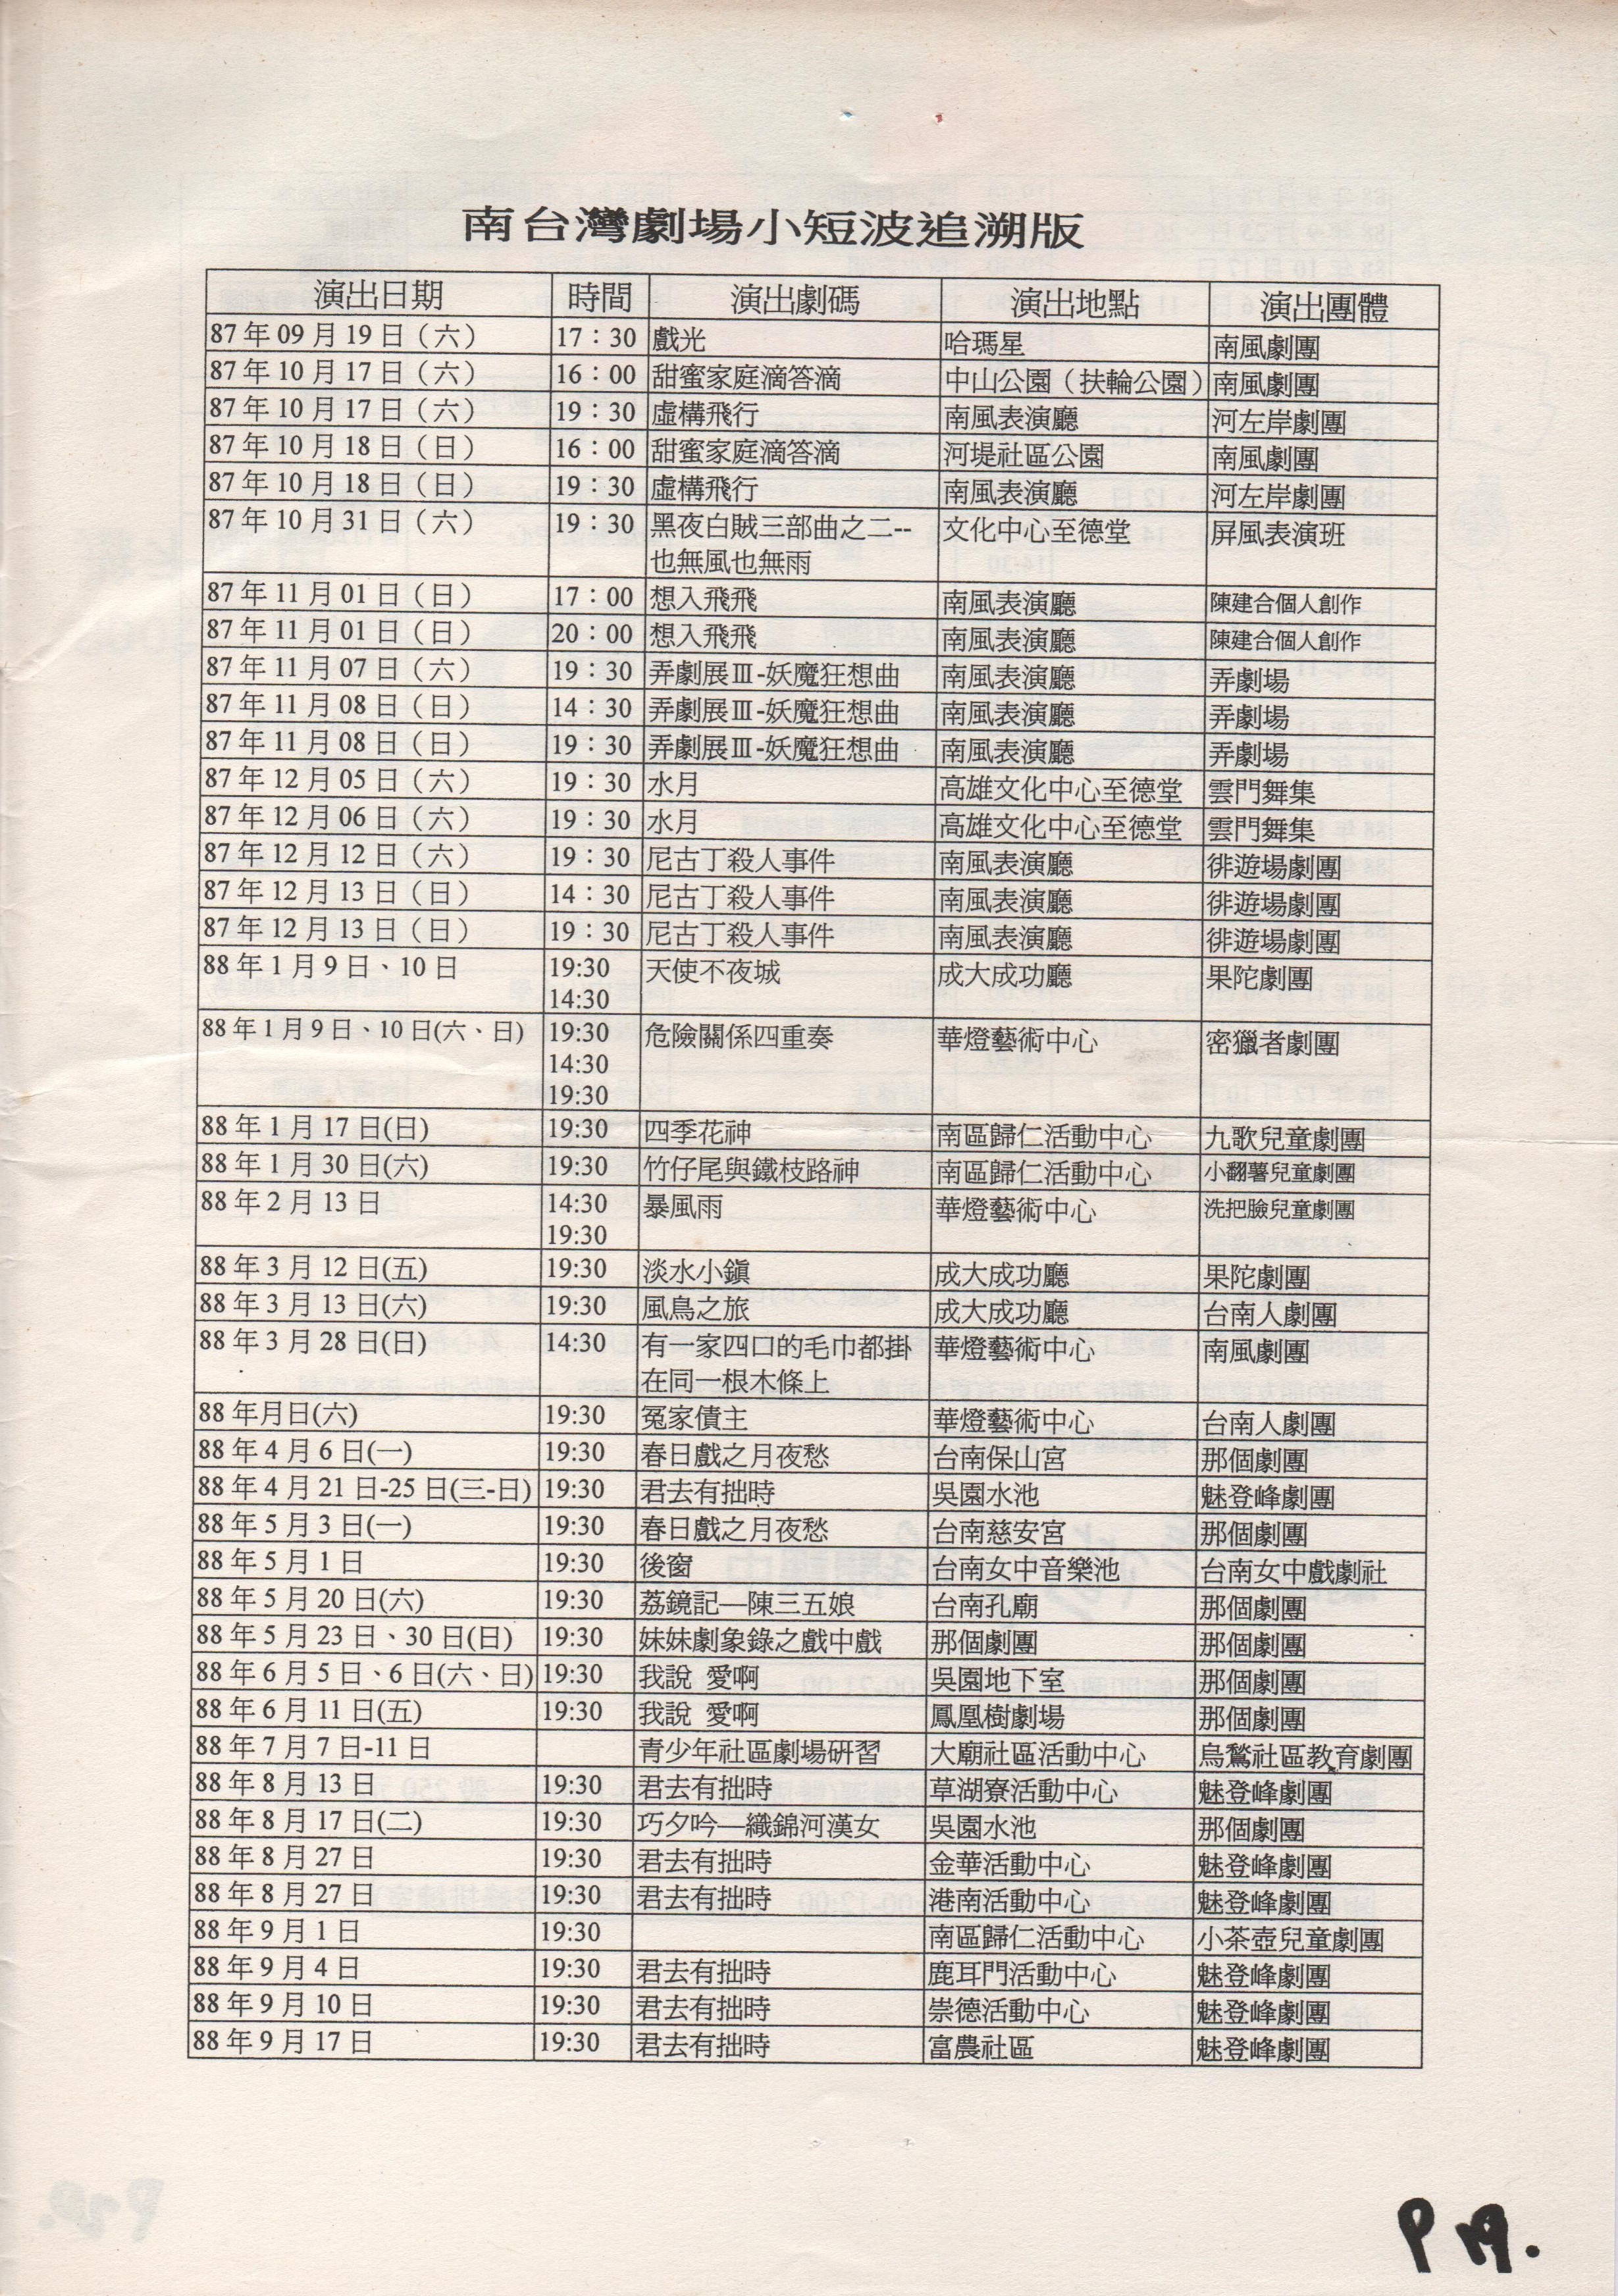 南台灣劇場小短波追溯版
演出日期 時間 演出劇碼 演出地點 演出團體
87年09月19日（六） 17：30 戲光 哈瑪星 南風劇團
87年10月17日（六） 16：00 甜蜜家庭滴答滴 中山公園（扶輪公園） 南風劇團
87年10月17日（六） 19：30 虛構飛行 南風表演廳 河左岸劇團
87年10月18日（日） 16：00 甜蜜家庭滴答滴 河堤社區公園 南風劇團
87年10月18日（日） 19：30 虛構飛行 南風表演廳 河左岸劇團
87年10月31日（六） 19：30 黑夜白賊三部曲之二-- 文化中心至德堂 屏風表演班
也無風也無雨
87年11月01日（日） 17：00 想入飛飛 南風表演廳 陳建合個人創作
87年11月01日（日） 20：00 想入飛飛 南風表演廳 陳建合個人創作
87年11月07日（六） 19：30 弄劇展Ⅲ-妖魔狂想曲 南風表演廳 弄劇場
87年11月08日（日） 14：30 弄劇展Ⅲ-妖魔狂想曲 南風表演廳 弄劇場
87年11月08日（日） 19：30 弄劇展Ⅲ-妖魔狂想曲 南風表演廳 弄劇場
87年12月05日（六） 19：30 水月 高雄文化中心至德堂 雲門舞集
87年12月06日（六） 19：30 水月 高雄文化中心至德堂 雲門舞集
87年12月12日（六） 19：30 尼古丁殺人事件 南風表演廳 徘遊場劇團
87年12月13日（日） 14：30 尼古丁殺人事件 南風表演廳 徘遊場劇團
87年12月13日（日） 19：30 尼古丁殺人事件 南風表演廳 徘遊場劇團
88年1月9日、10日 19:30 天使不夜城 成大成功廳 果陀劇團
14:30
88年1月9日、10日(六、日) 19:30 危險關係四重奏 華燈藝術中心 密獵者劇團
14:30
19:30
88年1月17日(日) 19:30 四季花神 南區歸仁活動中心 九歌兒童劇團
88年1月30日(六) 19:30 竹仔尾與鐵枝路神 南區歸仁活動中心 小翻薯兒童劇團
88年2月13日 14:30 暴風雨 華燈藝術中心 洗把臉兒童劇團
19:30
88年3月12日(五) 19:30 淡水小鎮 成大成功廳 果陀劇團
88年3月13日(六) 19:30 風鳥之旅 成大成功廳 台南人劇團
88年3月28日(日) 14:30 有一家四口的毛巾都掛 華燈藝術中心 南風劇團
在同一根木條上
88年月日(六) 19:30 冤家債主 華燈藝術中心 台南人劇團
88年4月6日(一) 19:30 春日戲之月夜愁 台南保山宮 那個劇團
88年4月21日-25日(三-日) 19:30 君去有拙時 吳園水池 魅登峰劇團
88年5月3日(一) 19:30 春日戲之月夜愁 台南慈安宮 那個劇團
88年5月1日 19:30 後窗 台南女中音樂池 台南女中戲劇社
88年5月20日(六) 19:30 荔鏡記—陳三五娘 台南孔廟 那個劇團
88年5月23日、30日(日) 19:30 妹妹劇象錄之戲中戲 那個劇團 那個劇團
88年6月5日、6日(六、日) 19:30 我說 愛啊 吳園地下室 那個劇團
88年6月11日(五) 19:30 我說 愛啊 鳳凰樹劇場 那個劇團
88年7月7日-11日 青少年社區劇場研習 大廟社區活動中心 烏鶖社區教育劇團
88年8月13日 19:30 君去有拙時 草湖寮活動中心 魅登峰劇團
88年8月17日(二) 19:30 巧夕吟—織錦河漢女 吳園水池 那個劇團
88年8月27日 19:30 君去有拙時 金華活動中心 魅登峰劇團
88年8月27日 19:30 君去有拙時 港南活動中心 魅登峰劇團
88年9月1日 19:30 南區歸仁活動中心 小茶壺兒童劇團
88年9月4日 19:30 君去有拙時 鹿耳門活動中心 魅登峰劇團
88年9月10日 19:30 君去有拙時 崇德活動中心 魅登峰劇團
88年9月17日 19:30 君去有拙時 富農社區 魅登峰劇團
P19.